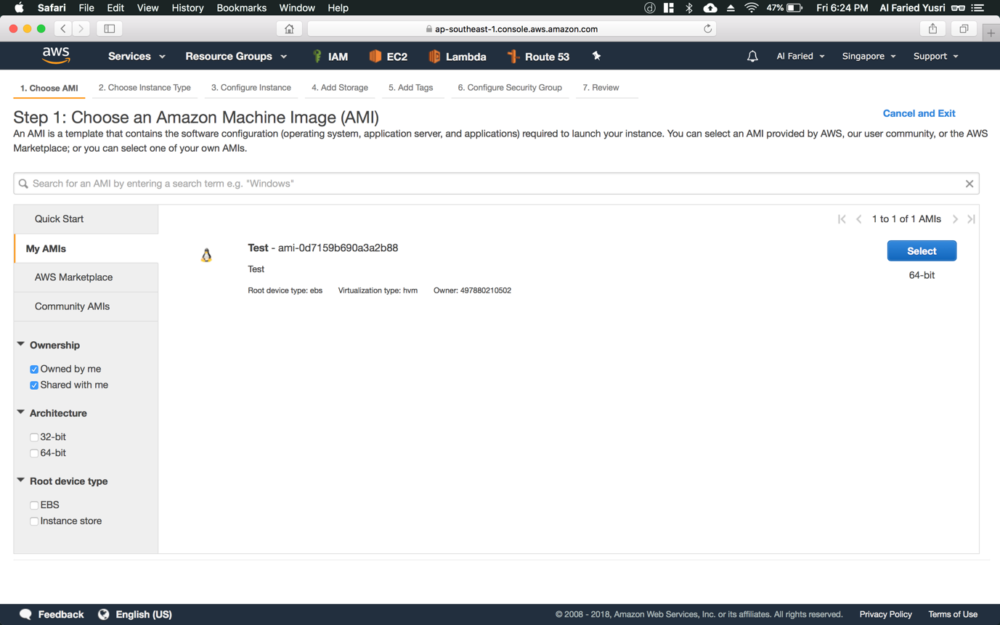 Safari File Edit View History Bookmarks Window Help 47% Fri 6:24 PM Al Faried Yusri
ap-southeast-1.console.aws.amazon.com
aws Services Resource Groups IAM EC2 Lambda Route 53 Al Faried Singapore Support
1. Choose AMI 2. Choose Instance Type 3. Configure Instance 4. Add Storage 5. Add Tags 6. Configure Security Group 7. Review
Step 1: Choose an Amazon Machine Image (AMI)
Cancel and Exit
An AMI is a template that contains the software configuration (operating system, application server, and applications) required to launch your instance. You can select an AMI provided by AWS, our user community, or the AWS
Marketplace; or you can select one of your own AMIs.
Search for an AMI by entering a search term e.g. "Windows"
Quick Start
My AMIs
AWS Marketplace
Community AMIs
Ownership
Owned by me
Shared with me
Architecture
32-bit
64-bit
Root device type
EBS
Instance store
1 to 1 of 1 AMIs
Test - ami-0d7159b690a3a2b88
Select
Test
64-bit
Root device type: ebs Virtualization type: hvm Owner: 497880210502
Feedback English (US) © 2008 - 2018, Amazon Web Services, Inc. or its affiliates. All rights reserved. Privacy Policy Terms of Use